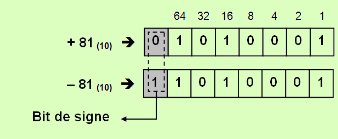 64 32 16 8 4 2 1
+ 81 (10) → 0 1 0 1 0 0 0 1
– 81 (10) → 1 1 0 1 0 0 0 1
Bit de signe